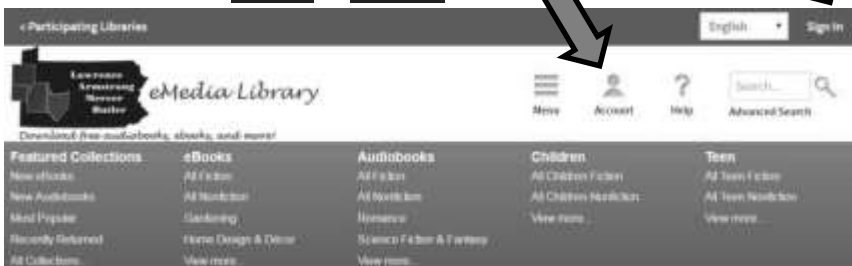 < Participating Libraries
English
Sign In
Lawrence
Armstrong
Mercer
Butler
eMedia Library
Download free audiobooks, ebooks, and more!
Menu
Account
Help
Search...
Advanced Search
Featured Collections
New eBooks
New Audiobooks
Most Popular
Recently Returned
All Collections...
eBooks
All Fiction
All Nonfiction
Gardening
Home Design & Décor
View more...
Audiobooks
All Fiction
All Nonfiction
Romance
Science Fiction & Fantasy
View more...
Children
All Children Fiction
All Children Nonfiction
View more...
Teen
All Teen Fiction
All Teen Nonfiction
View more...